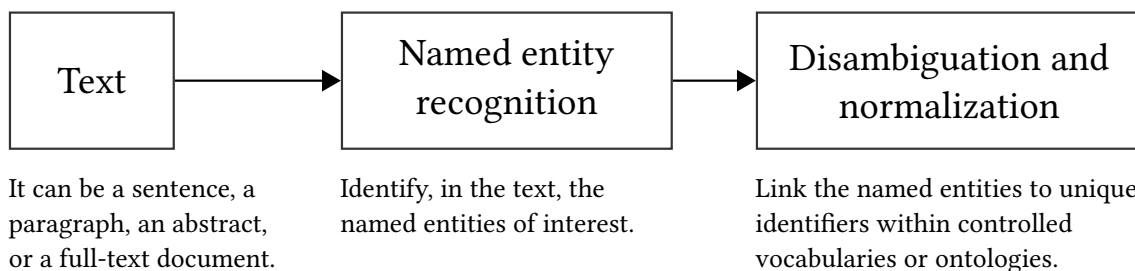 Text
Named entity
recognition
Disambiguation and
normalization
It can be a sentence, a
paragraph, an abstract,
or a full-text document.
Identify, in the text, the
named entities of interest.
Link the named entities to unique
identifiers within controlled
vocabularies or ontologies.